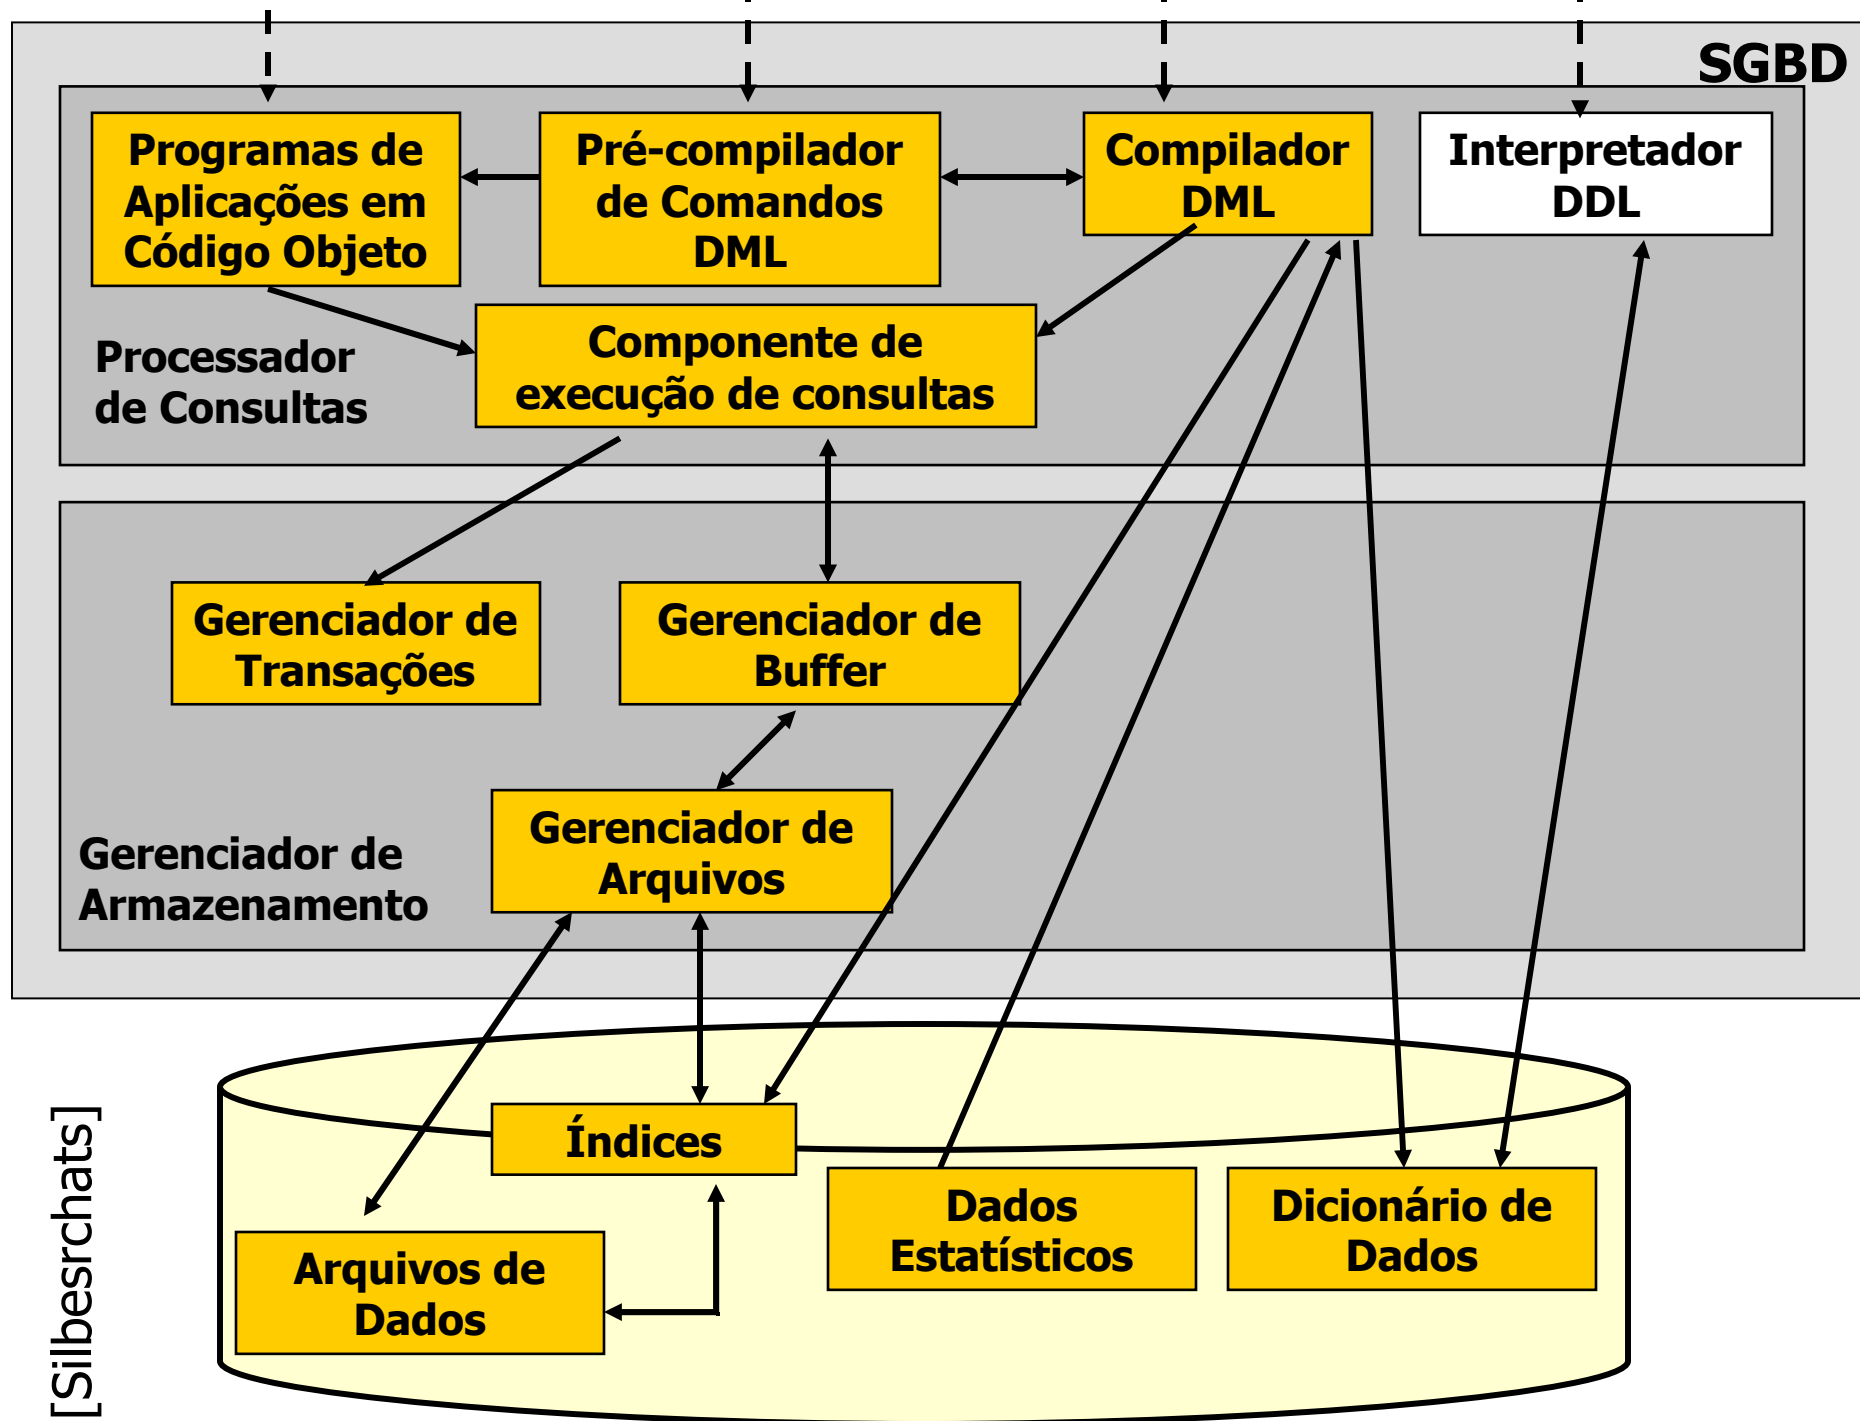 SGBD
Programas de
Aplicações em
Código Objeto
Pré-compilador
de Comandos
DML
Compilador
DML
Interpretador
DDL
Componente de
execução de consultas
Processador
de Consultas
Gerenciador de
Transações
Gerenciador de
Buffer
Gerenciador de
Arquivos
Gerenciador de
Armazenamento
Índices
Dados
Estatísticos
Dicionário de
Dados
Arquivos de
Dados
[Silbesrchats]